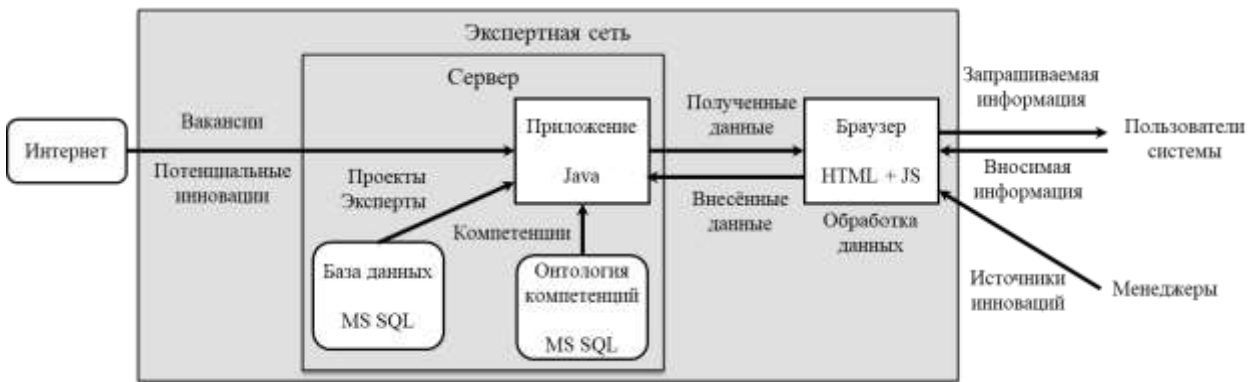 Экспертная сеть
Сервер
Интернет
Вакансии
Потенциальные
инновации
Приложение
Java
Проекты
Эксперты
Компетенции
База данных
MS SQL
Онтология
компетенций
MS SQL
Полученные
данные
Внесённые
данные
Браузер
HTML + JS
Обработка
данных
Запрашиваемая
информация
Пользователи
системы
Вносимая
информация
Источники
инноваций
Менеджеры